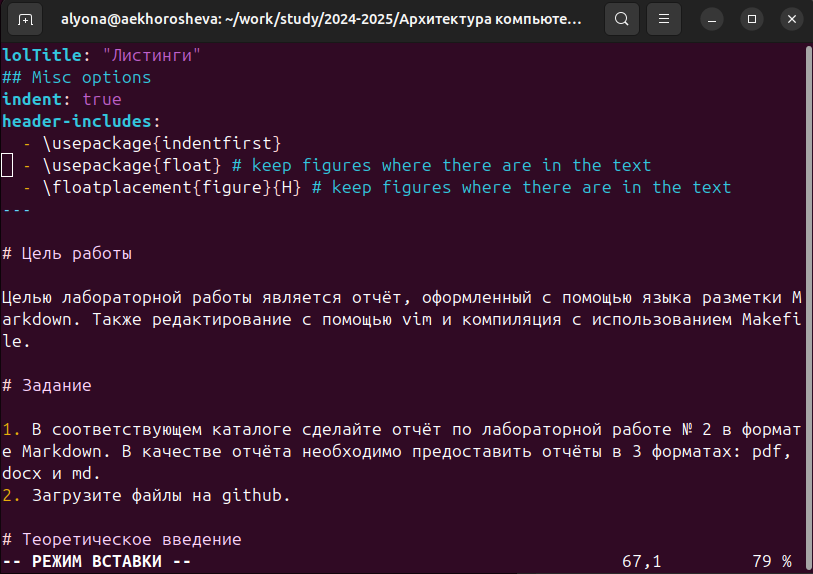 alyona@aekhorosheva: ~/work/study/2024-2025/Архитектура компьюте...
lolTitle: "Листинги"
## Misc options
indent: true
header-includes:
  - \usepackage{indentfirst}
  - \usepackage{float} # keep figures where there are in the text
  - \floatplacement{figure}{H} # keep figures where there are in the text
---
# Цель работы
Целью лабораторной работы является отчёт, оформленный с помощью языка разметки M
arkdown. Также редактирование с помощью vim и компиляция с использованием Makefi
le.
# Задание
1. В соответствующем каталоге сделайте отчёт по лабораторной работе № 2 в формат
е Markdown. В качестве отчёта необходимо предоставить отчёты в 3 форматах: pdf,
docx и md.
2. Загрузите файлы на github.
# Теоретическое введение
-- РЕЖИМ ВСТАВКИ -- 67,1 79 %